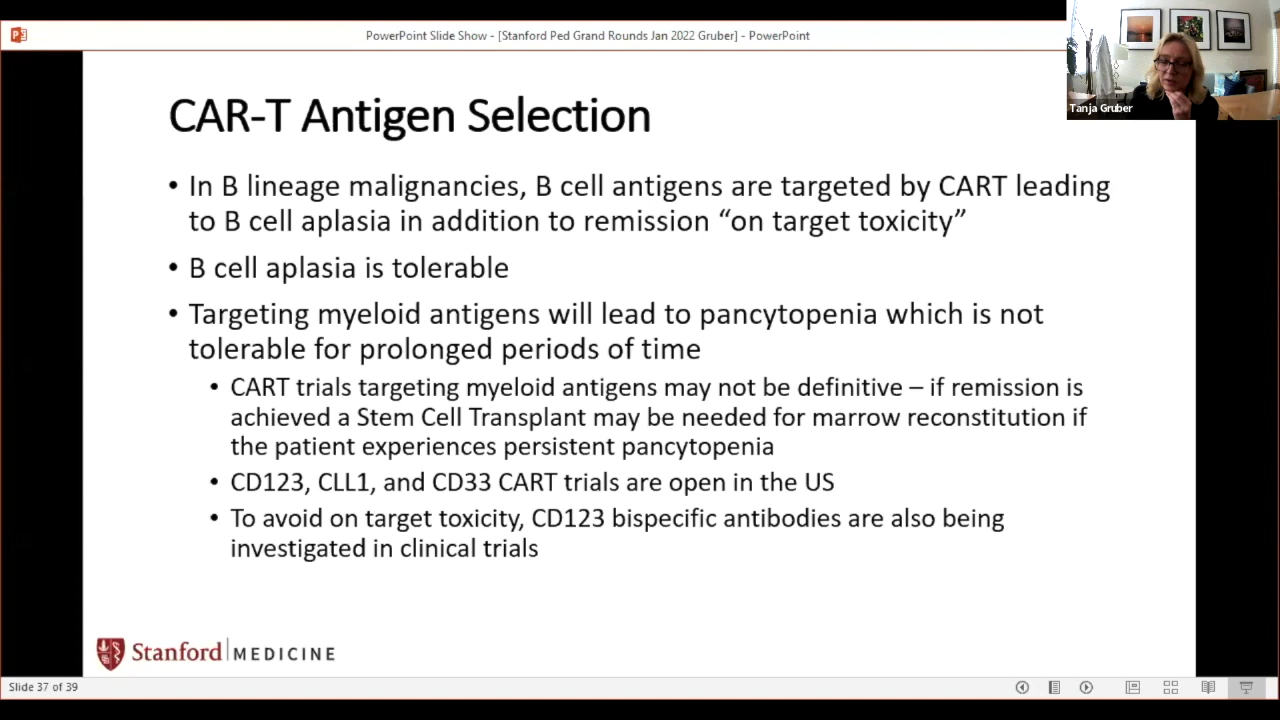 PowerPoint Slide Show - [Stanford Ped Grand Rounds Jan 2022 Gruber] - PowerPoint
Tanja Gruber
CAR-T Antigen Selection
• In B lineage malignancies, B cell antigens are targeted by CART leading
to B cell aplasia in addition to remission “on target toxicity”
• B cell aplasia is tolerable
• Targeting myeloid antigens will lead to pancytopenia which is not
tolerable for prolonged periods of time
• CART trials targeting myeloid antigens may not be definitive – if remission is
achieved a Stem Cell Transplant may be needed for marrow reconstitution if
the patient experiences persistent pancytopenia
• CD123, CLL1, and CD33 CART trials are open in the US
• To avoid on target toxicity, CD123 bispecific antibodies are also being
investigated in clinical trials
Stanford MEDICINE
Slide 37 of 39